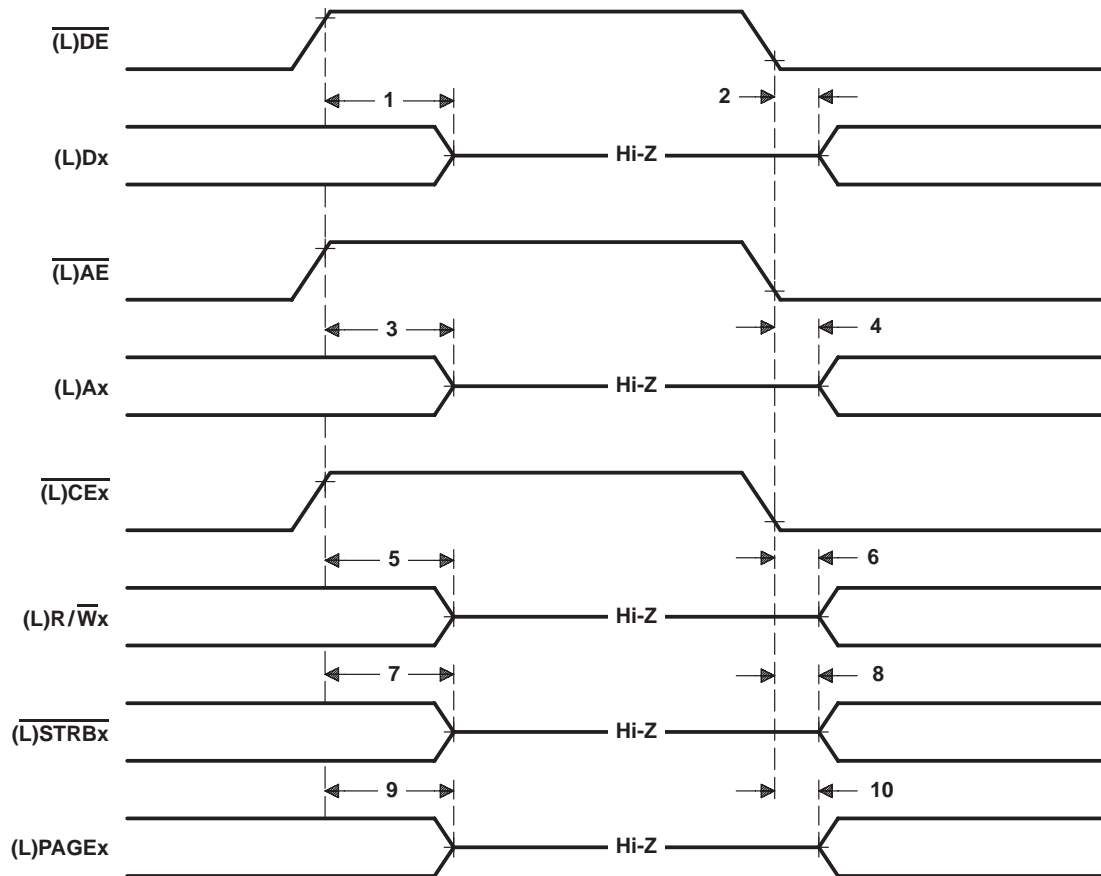 (L)DE
1
2
(L)Dx
Hi-Z
(L)AE
3
4
(L)Ax
Hi-Z
(L)CEx
5
6
(L)R/Wx
Hi-Z
7
8
(L)STRBx
Hi-Z
9
10
(L)PAGEx
Hi-Z